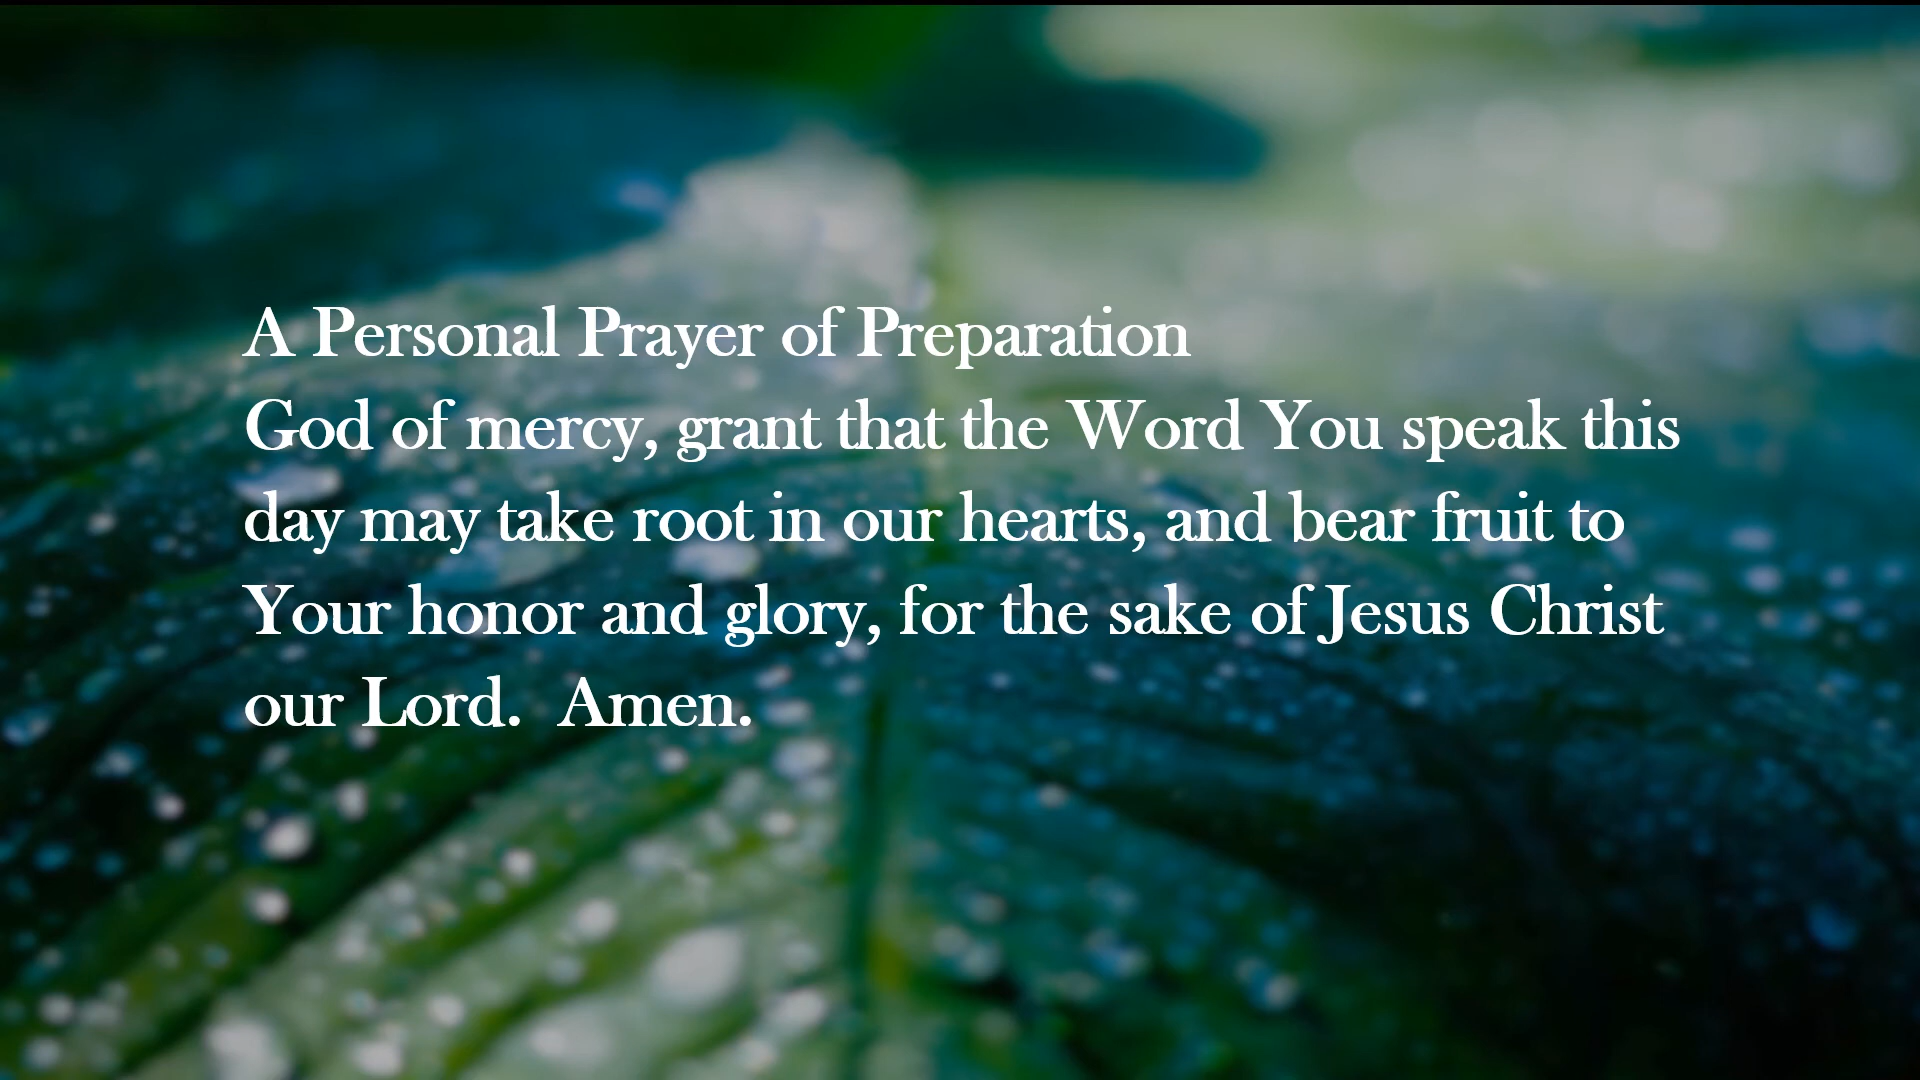 A Personal Prayer of Preparation
God of mercy, grant that the Word You speak this
day may take root in our hearts, and bear fruit to
Your honor and glory, for the sake of Jesus Christ
our Lord.  Amen.